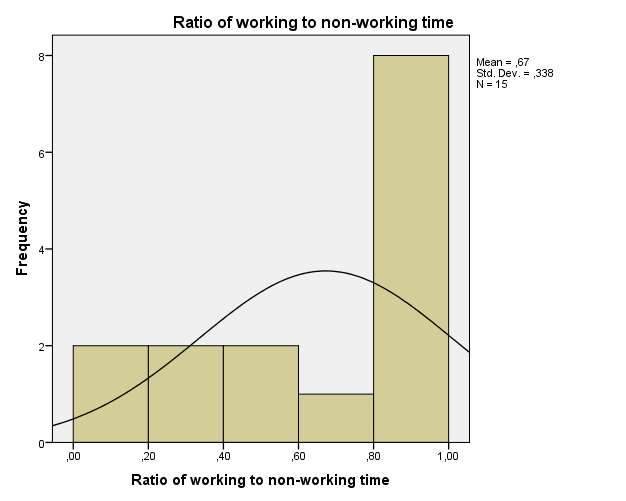 Ratio of working to non-working time
Mean = ,67
Std. Dev. = ,338
N = 15
Frequency
8
6
4
2
0
,00 ,20 ,40 ,60 ,80 1,00
Ratio of working to non-working time